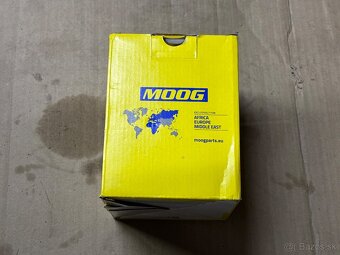 MOOG
AFRICA
EUROPE
MIDDLE EAST
moogparts.eu
Bazos.sk